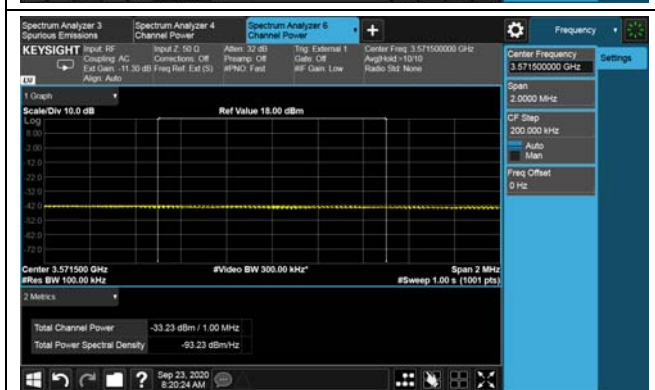 Spectrum Analyzer 3
Spurious Emissions
Spectrum Analyzer 4
Channel Power
Spectrum Analyzer 6
Channel Power
+
Frequency
KEYSIGHT
Input: RF
Coupling: AC
Ext Gain: -11.30 dB
Align: Auto
Input Z: 50 Ω
Corrections: Off
Freq Ref: Ext (S)
Atten: 32 dB
Preamp: Off
#PNO: Fast
Trig: External 1
Gate: Off
#IF Gain: Low
Center Freq: 3.571500000 GHz
Avg|Hold:>10/10
Radio Std: None
LW
Center Frequency
3.571500000 GHz
Settings
Span
2.0000 MHz
CF Step
200.000 kHz
Auto
Man
Freq Offset
0 Hz
1 Graph
Scale/Div 10.0 dB
Ref Value 18.00 dBm
Log
8.00
-2.00
-12.0
-22.0
-32.0
-42.0
-52.0
-62.0
-72.0
Center 3.571500 GHz
#Video BW 300.00 kHz*
Span 2 MHz
#Res BW 100.00 kHz
#Sweep 1.00 s (1001 pts)
2 Metrics
Total Channel Power -33.23 dBm / 1.00 MHz
Total Power Spectral Density -93.23 dBm/Hz
?
Sep 23, 2020
8:20:24 AM